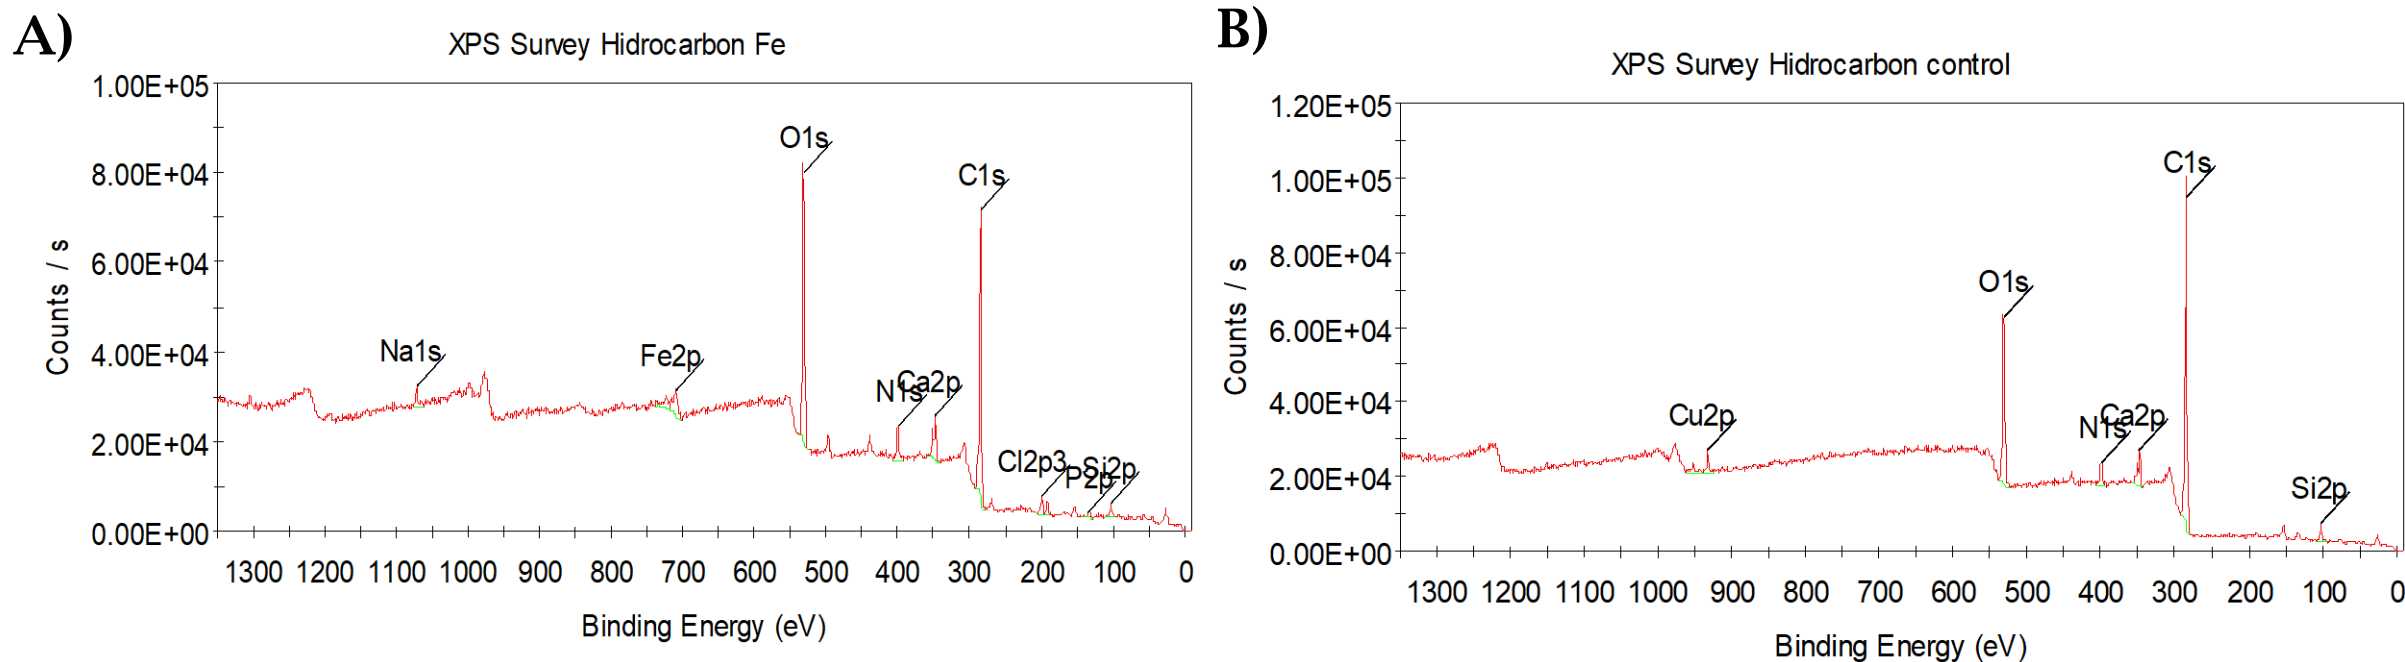 A)
XPS Survey Hidrocarbon Fe
Counts / s
1.00E+05
8.00E+04
6.00E+04
4.00E+04
2.00E+04
0.00E+00
Na1s
Fe2p
O1s
N1s
Ca2p
C1s
Cl2p3
P2p
Si2p
1300 1200 1100 1000 900 800 700 600 500 400 300 200 100 0
Binding Energy (eV)
B)
XPS Survey Hidrocarbon control
Counts / s
1.20E+05
1.00E+05
8.00E+04
6.00E+04
4.00E+04
2.00E+04
0.00E+00
Cu2p
O1s
N1s
Ca2p
C1s
Si2p
1300 1200 1100 1000 900 800 700 600 500 400 300 200 100 0
Binding Energy (eV)